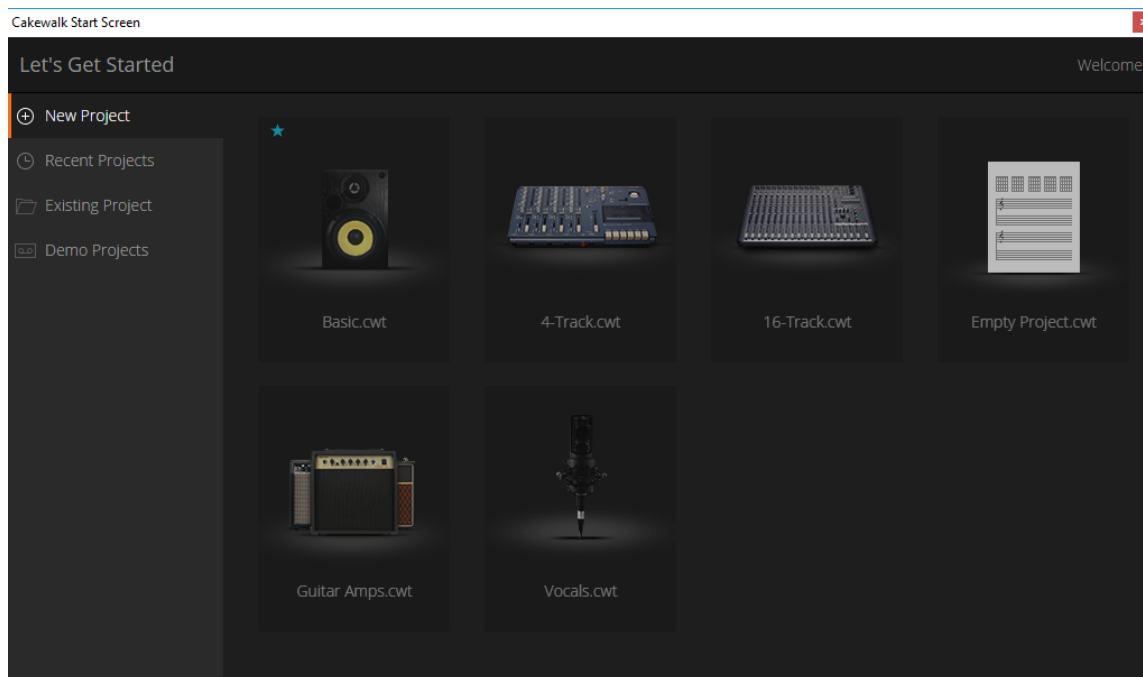 Cakewalk Start Screen
Let's Get Started
Welcome
New Project
Recent Projects
Existing Project
Demo Projects
Basic.cwt
4-Track.cwt
16-Track.cwt
Empty Project.cwt
Guitar Amps.cwt
Vocals.cwt